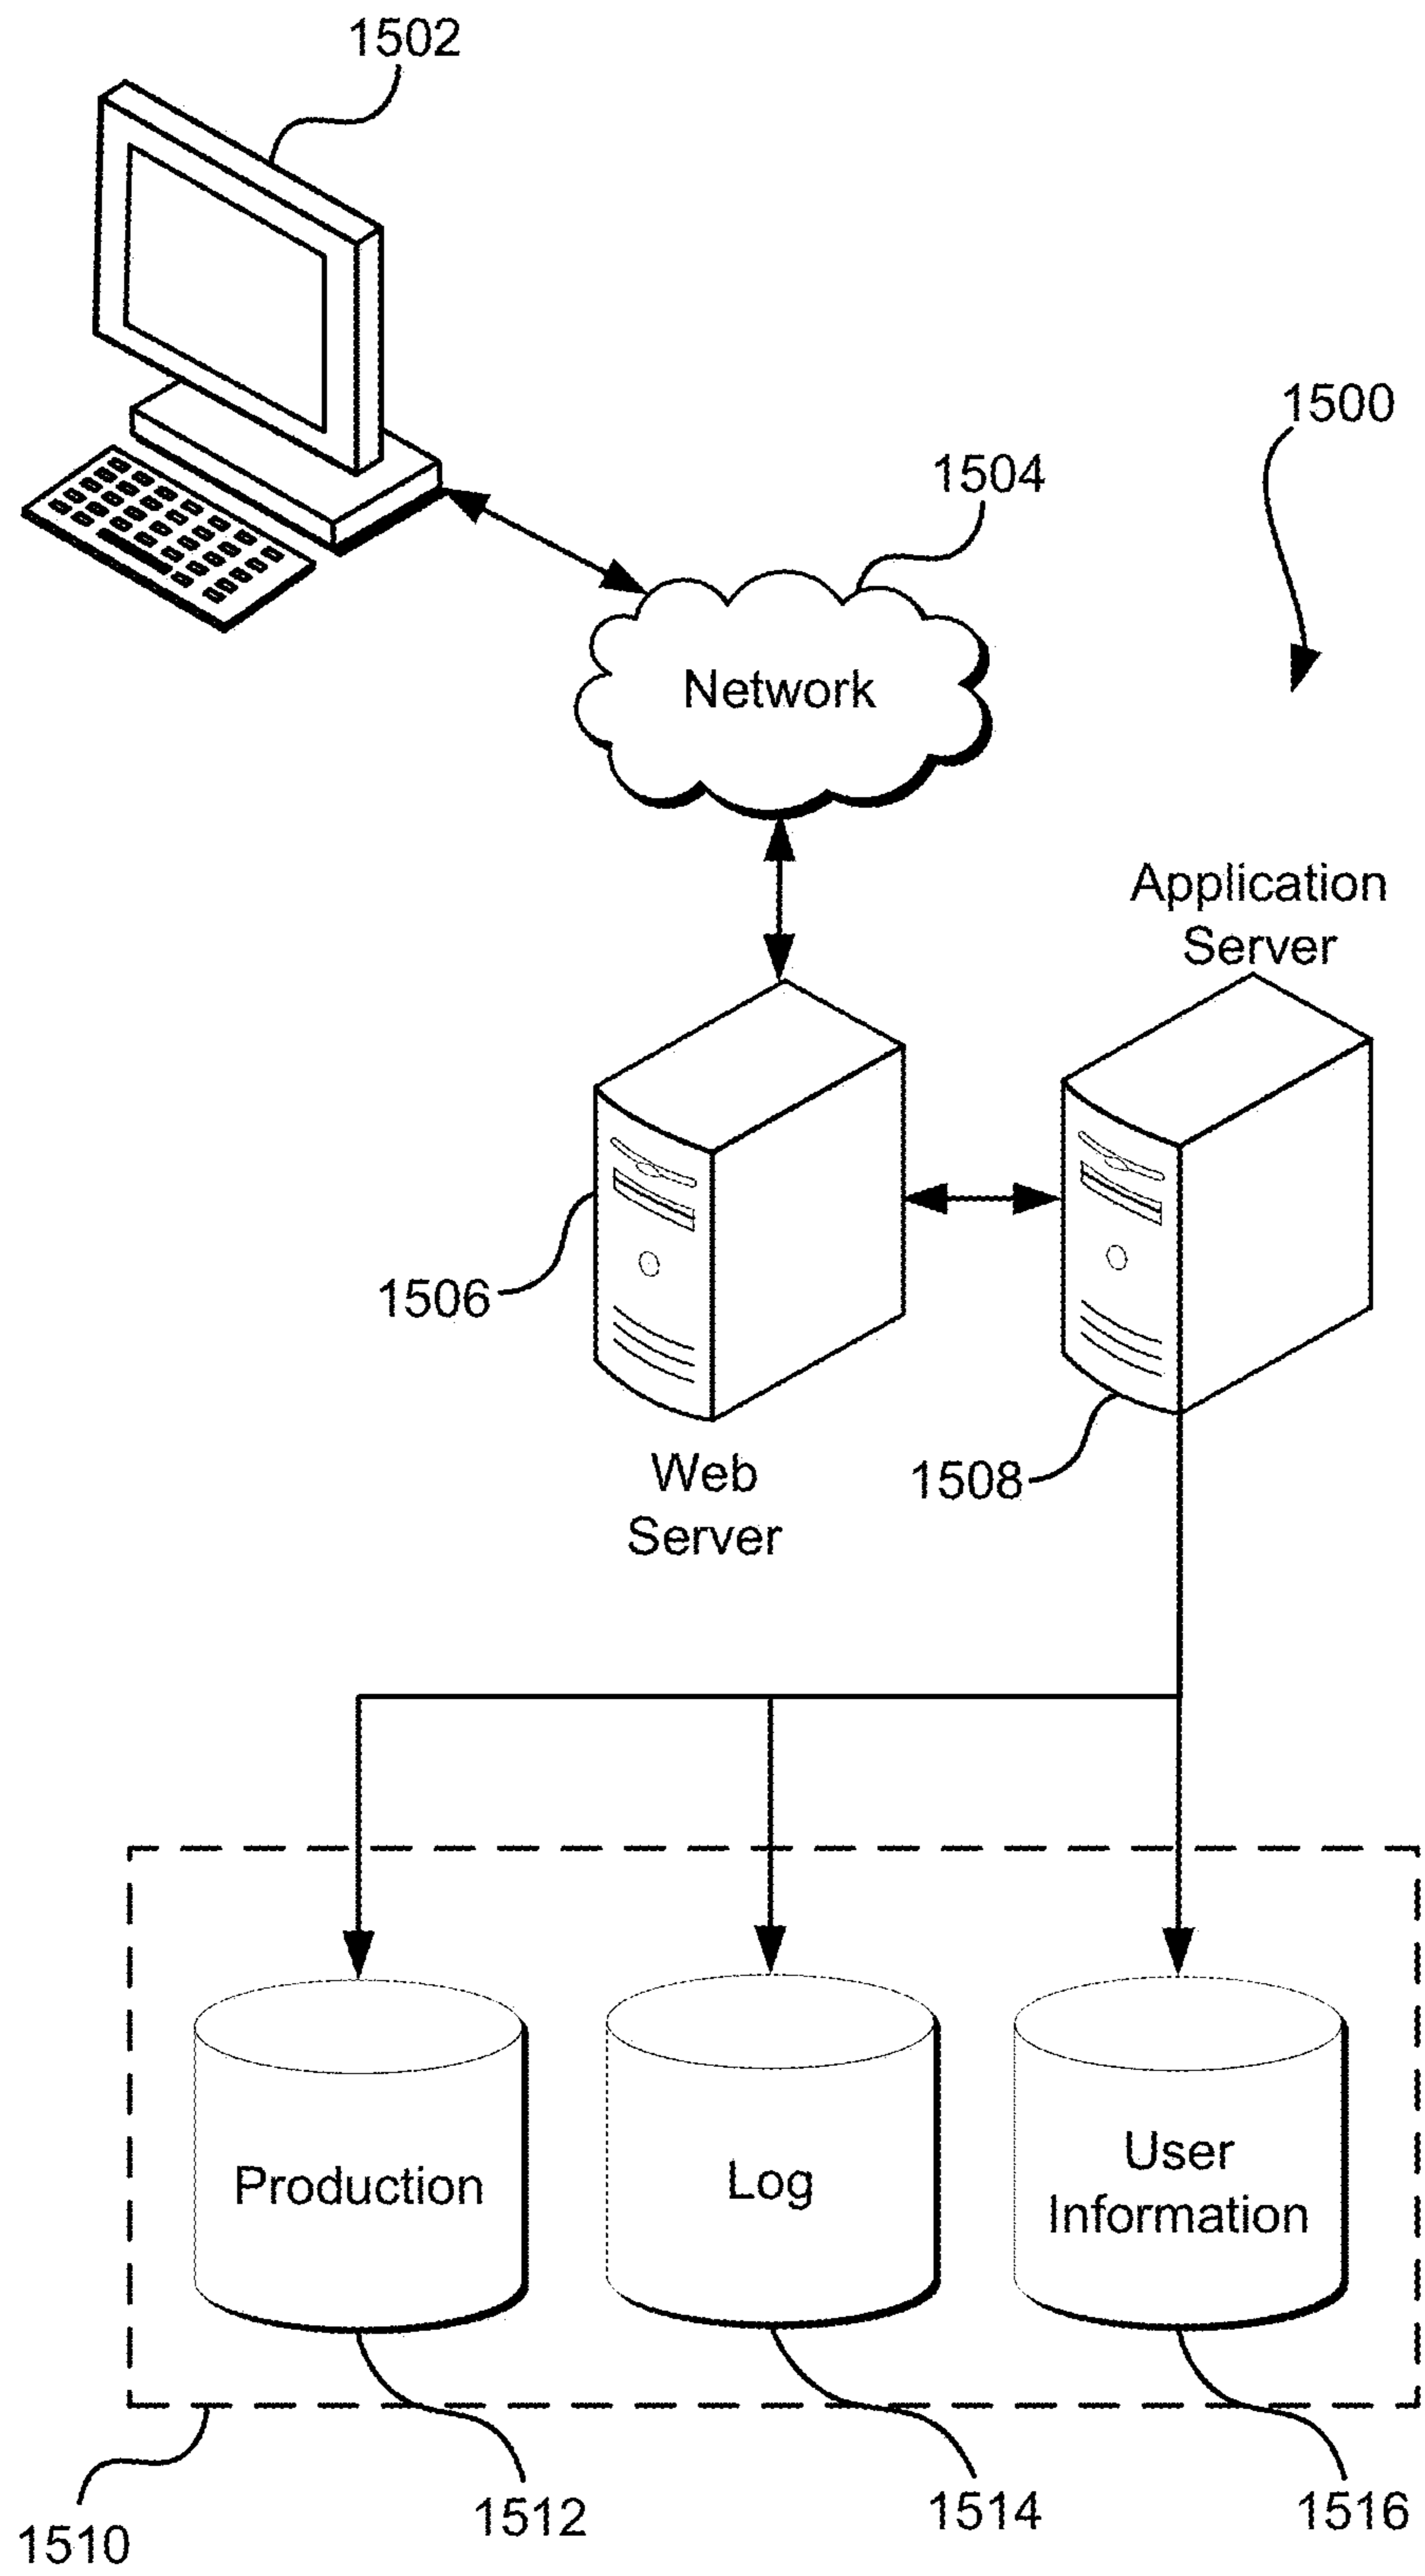 1502
1500
1504
Network
Application
Server
1506
Web
Server
1508
Production
Log
User
Information
1510
1512
1514
1516